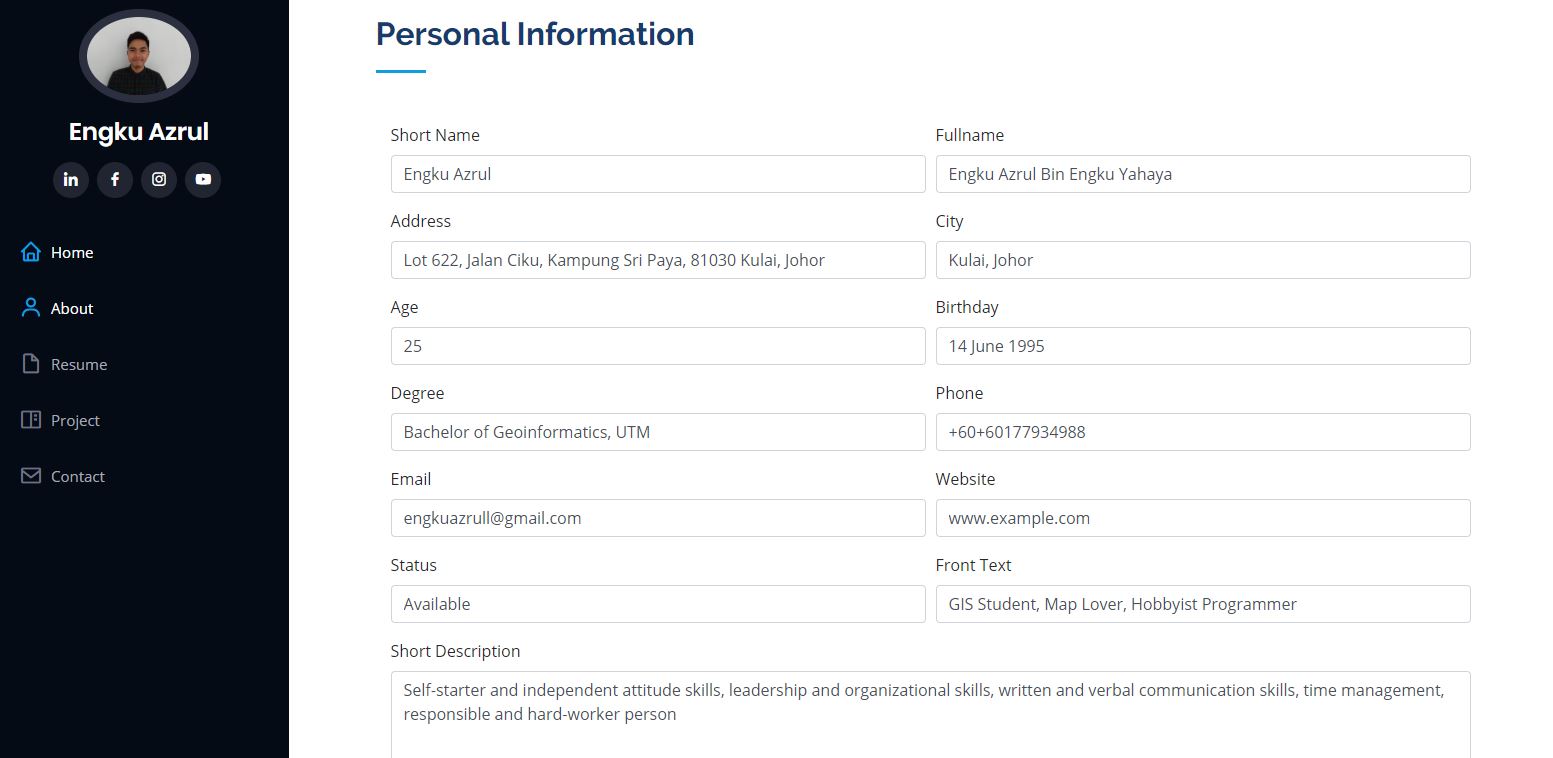 Engku Azrul
Home
About
Resume
Project
Contact
Personal Information
Short Name
Engku Azrul
Fullname
Engku Azrul Bin Engku Yahaya
Address
Lot 622, Jalan Ciku, Kampung Sri Paya, 81030 Kulai, Johor
City
Kulai, Johor
Age
25
Birthday
14 June 1995
Degree
Bachelor of Geoinformatics, UTM
Phone
+60+60177934988
Email
engkuazrull@gmail.com
Website
www.example.com
Status
Available
Front Text
GIS Student, Map Lover, Hobbyist Programmer
Short Description
Self-starter and independent attitude skills, leadership and organizational skills, written and verbal communication skills, time management,
responsible and hard-worker person